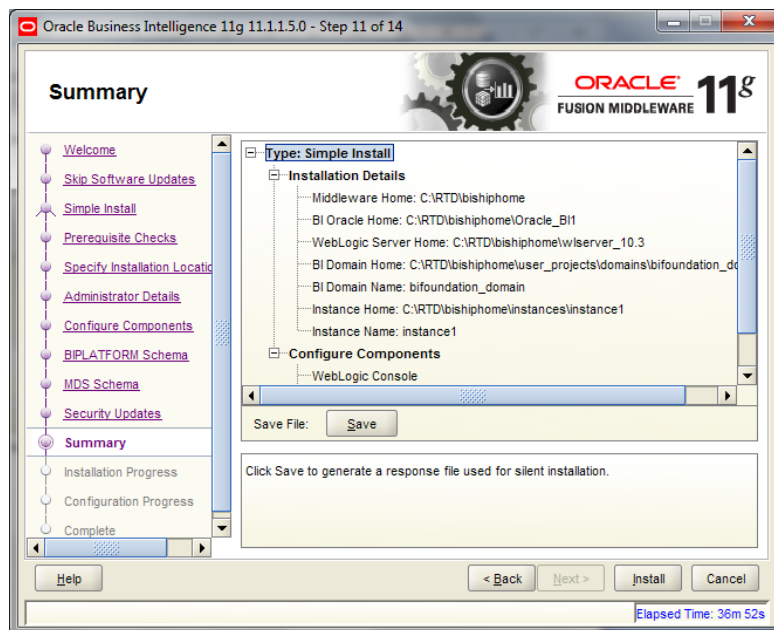 Oracle Business Intelligence 11g 11.1.1.5.0 - Step 11 of 14
Summary
ORACLE
FUSION MIDDLEWARE 11g
Welcome
Skip Software Updates
Simple Install
Prerequisite Checks
Specify Installation Locatio
Administrator Details
Configure Components
BIPLATFORM Schema
MDS Schema
Security Updates
Summary
Installation Progress
Configuration Progress
Complete
Type: Simple Install
Installation Details
Middleware Home: C:\RTD\bishiphome
BI Oracle Home: C:\RTD\bishiphome\Oracle_BI1
WebLogic Server Home: C:\RTD\bishiphome\wlserver_10.3
BI Domain Home: C:\RTD\bishiphome\user_projects\domains\bifoundation_do
BI Domain Name: bifoundation_domain
Instance Home: C:\RTD\bishiphome\instances\instance1
Instance Name: instance1
Configure Components
WebLogic Console
Save File: Save
Click Save to generate a response file used for silent installation.
Help < Back Next > Install Cancel
Elapsed Time: 36m 52s